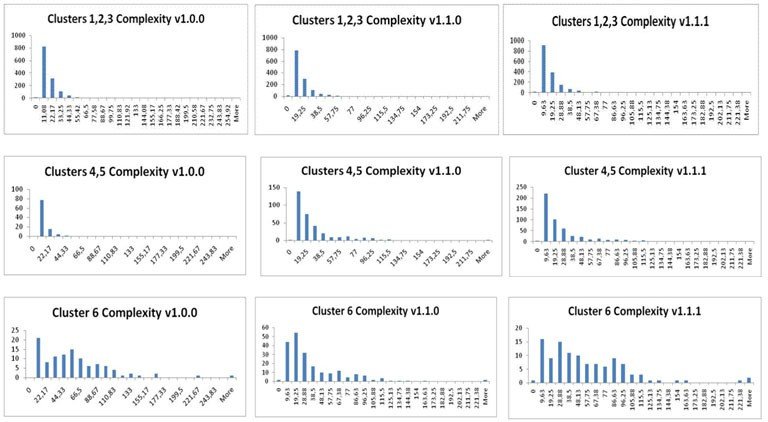 Clusters 1,2,3 Complexity v1.0.0
1000
800
600
400
200
0
0 11,08 22,17 33,25 44,33 55,42 66,5 77,58 88,67 99,75 110,83 121,92 133 144,08 155,17 166,25 177,33 188,42 199,5 210,58 221,67 232,75 243,83 254,92 More
Clusters 1,2,3 Complexity v1.1.0
1000
800
600
400
200
0
0 19,25 38,5 57,75 77 96,25 115,5 134,75 154 173,25 192,5 211,75 More
Clusters 1,2,3 Complexity v1.1.1
1000
800
600
400
200
0
0 9,63 19,25 28,88 38,5 48,13 57,75 67,38 77 86,63 96,25 105,88 115,5 125,13 134,75 144,38 154 163,63 173,25 182,88 192,5 202,13 211,75 221,38 More
Clusters 4,5 Complexity v1.0.0
100
80
60
40
20
0
0 22,17 44,33 66,5 88,67 110,83 133 155,17 177,33 199,5 221,67 243,83 More
Clusters 4,5 Complexity v1.1.0
150
100
50
0
0 19,25 38,5 57,75 77 96,25 115,5 134,75 154 173,25 192,5 211,75 More
Cluster 4,5 Complexity v1.1.1
250
200
150
100
50
0
0 9,63 19,25 28,88 38,5 48,13 57,75 67,38 77 86,63 96,25 105,88 115,5 125,13 134,75 144,38 154 163,63 173,25 182,88 192,5 202,13 211,75 221,38 More
Cluster 6 Complexity v1.0.0
25
20
15
10
5
0
0 22,17 44,33 66,5 88,67 110,83 133 155,17 177,33 199,5 221,67 243,83 More
Cluster 6 Complexity v1.1.0
60
50
40
30
20
10
0
0 9,63 19,25 28,88 38,5 48,13 57,75 67,38 77 86,63 96,25 105,88 115,5 125,13 134,75 144,38 154 163,63 173,25 182,88 192,5 202,13 211,75 221,38 More
Cluster 6 Complexity v1.1.1
20
15
10
5
0
0 9,63 19,25 28,88 38,5 48,13 57,75 67,38 77 86,63 96,25 105,88 115,5 125,13 134,75 144,38 154 163,63 173,25 182,88 192,5 202,13 211,75 221,38 More